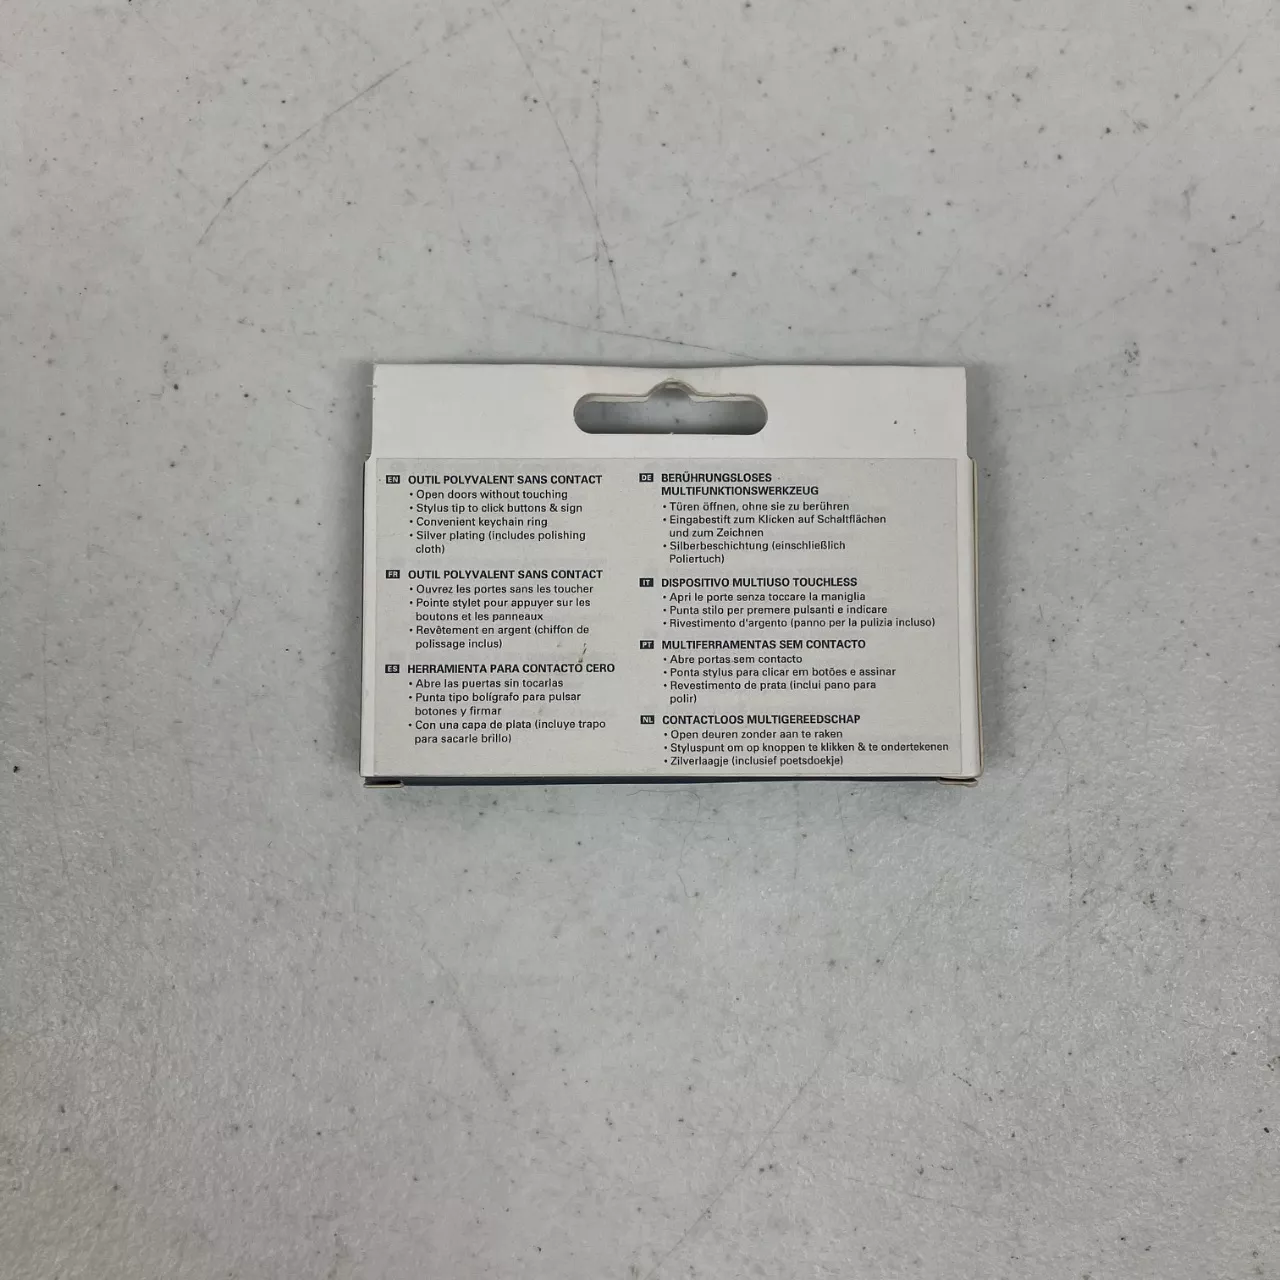 EN OUTIL POLYVALENT SANS CONTACT
• Open doors without touching
• Stylus tip to click buttons & sign
• Convenient keychain ring
• Silver plating (includes polishing
cloth)
FR OUTIL POLYVALENT SANS CONTACT
• Ouvrez les portes sans les toucher
• Pointe stylet pour appuyer sur les
boutons et les panneaux
• Revêtement en argent (chiffon de
polissage inclus)
ES HERRAMIENTA PARA CONTACTO CERO
• Abre las puertas sin tocarlas
• Punta tipo bolígrafo para pulsar
botones y firmar
• Con una capa de plata (incluye trapo
para sacarle brillo)
DE BERÜHRUNGSLOSES
MULTIFUNKTIONSWERKZEUG
• Türen öffnen, ohne sie zu berühren
• Eingabestift zum Klicken auf Schaltflächen
und zum Zeichnen
• Silberbeschichtung (einschließlich
Poliertuch)
IT DISPOSITIVO MULTIUSO TOUCHLESS
• Apri le porte senza toccare la maniglia
• Punta stilo per premere pulsanti e indicare
• Rivestimento d'argento (panno per la pulizia incluso)
PT MULTIFERRAMENTAS SEM CONTACTO
• Abre portas sem contacto
• Ponta stylus para clicar em botões e assinar
• Revestimento de prata (inclui pano para
polir)
NL CONTACTLOOS MULTIGEREEDSCHAP
• Open deuren zonder aan te raken
• Styluspunt om op knoppen te klikken & te ondertekenen
• Zilverlaagje (inclusief poetsdoekje)